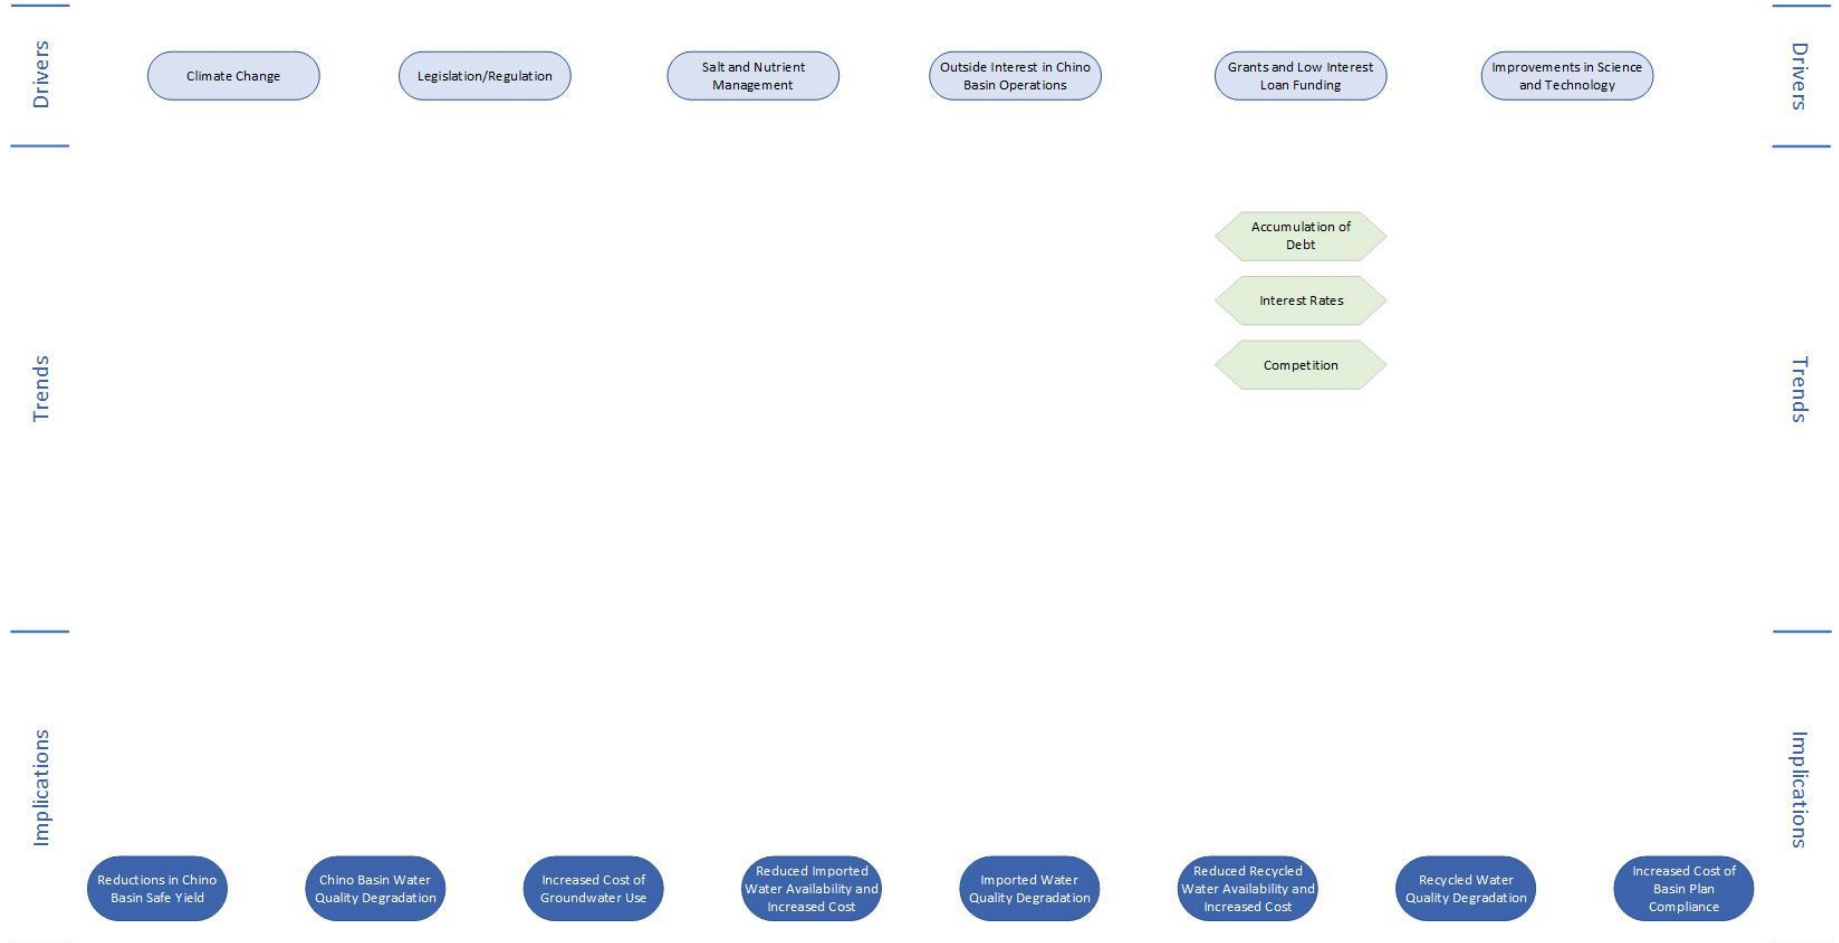 Drivers
Climate Change
Legislation/Regulation
Salt and Nutrient
Management
Outside Interest in Chino
Basin Operations
Grants and Low Interest
Loan Funding
Improvements in Science
and Technology
Drivers
Trends
Accumulation of
Debt
Interest Rates
Competition
Trends
Implications
Reductions in Chino
Basin Safe Yield
Chino Basin Water
Quality Degradation
Increased Cost of
Groundwater Use
Reduced Imported
Water Availability and
Increased Cost
Imported Water
Quality Degradation
Reduced Recycled
Water Availability and
Increased Cost
Recycled Water
Quality Degradation
Increased Cost of
Basin Plan
Compliance
Implications